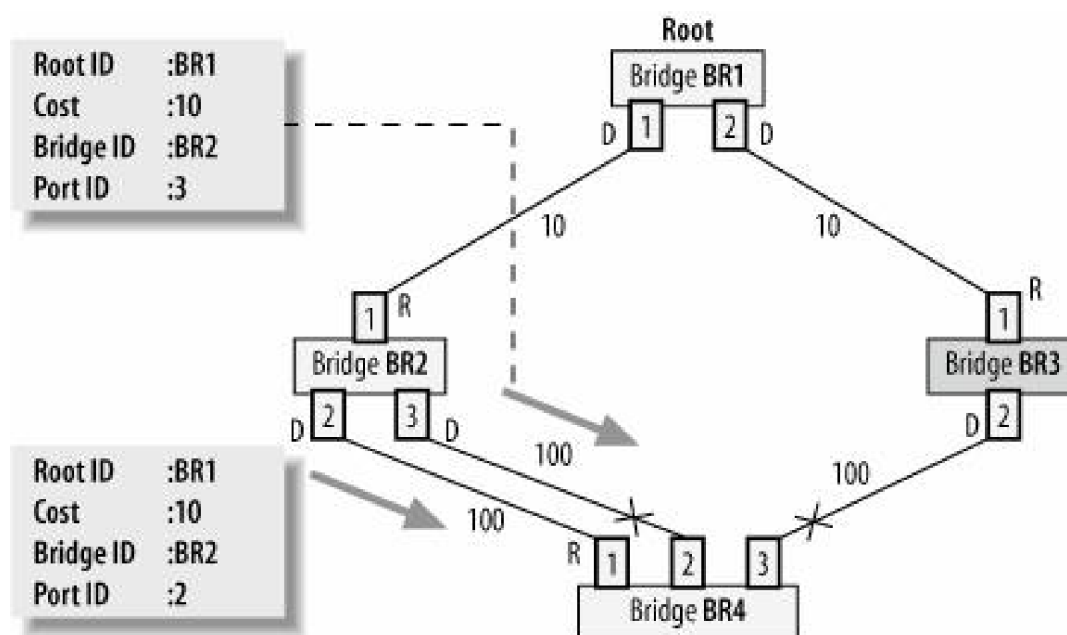 Root
Root ID :BR1
Cost :10
Bridge ID :BR2
Port ID :3
Bridge BR1
D 1 2 D
10 10
1 R
1 R
Bridge BR2
Bridge BR3
D 2 3 D
D 2
100
100
Root ID :BR1
Cost :10
Bridge ID :BR2
Port ID :2
100
R 1 2 3
Bridge BR4